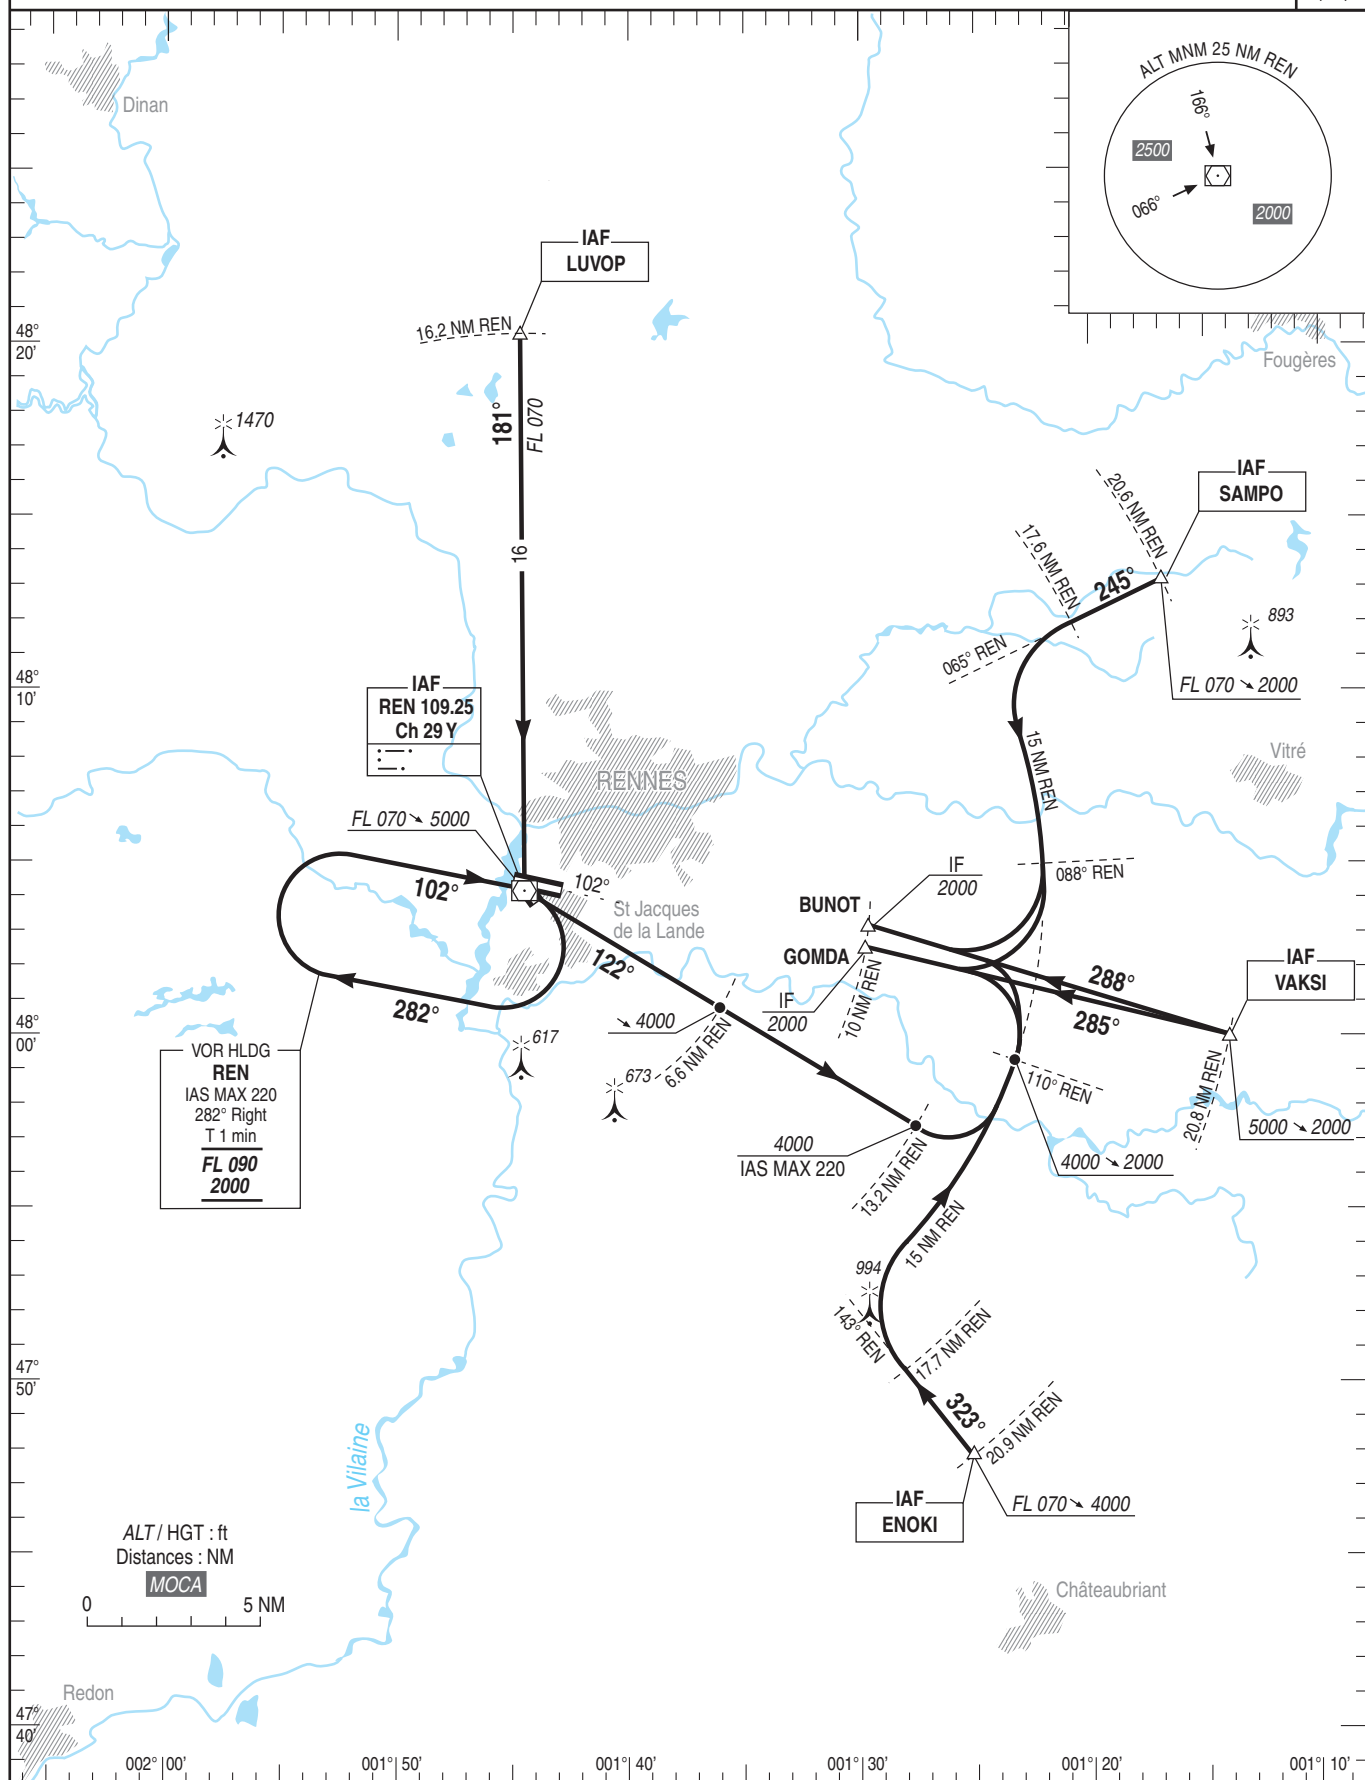 ALT MNM 25 NM REN
166°
2500
066°
2000
Dinan
IAF
LUVOP
16.2 NM REN
48°
20'
Fougères
181°
FL 070
1470
IAF
SAMPO
20.6 NM REN
17.6 NM REN
16
245°
893
065° REN
FL 070 ↘ 2000
48°
10'
IAF
REN 109.25
Ch 29 Y
15 NM REN
Vitré
RENNES
FL 070 ↘ 5000
088° REN
IF
2000
102°
102°
BUNOT
St Jacques
de la Lande
GOMDA
122°
288°
IAF
VAKSI
10 NM REN
IF
2000
285°
282°
↘ 4000
48°
00'
617
VOR HLDG
REN
IAS MAX 220
282° Right
T 1 min
FL 090
2000
673
6.6 NM REN
110° REN
20.8 NM REN
5000 ↘ 2000
4000
IAS MAX 220
4000 ↘ 2000
13.2 NM REN
15 NM REN
994
143° REN
17.7 NM REN
47°
50'
323°
20.9 NM REN
la Vilaine
IAF
ENOKI
FL 070 ↘ 4000
ALT / HGT : ft
Distances : NM
MOCA
0 5 NM
Châteaubriant
Redon
47°
40'
002° 00' 001° 50' 001° 40' 001° 30' 001° 20' 001° 10'